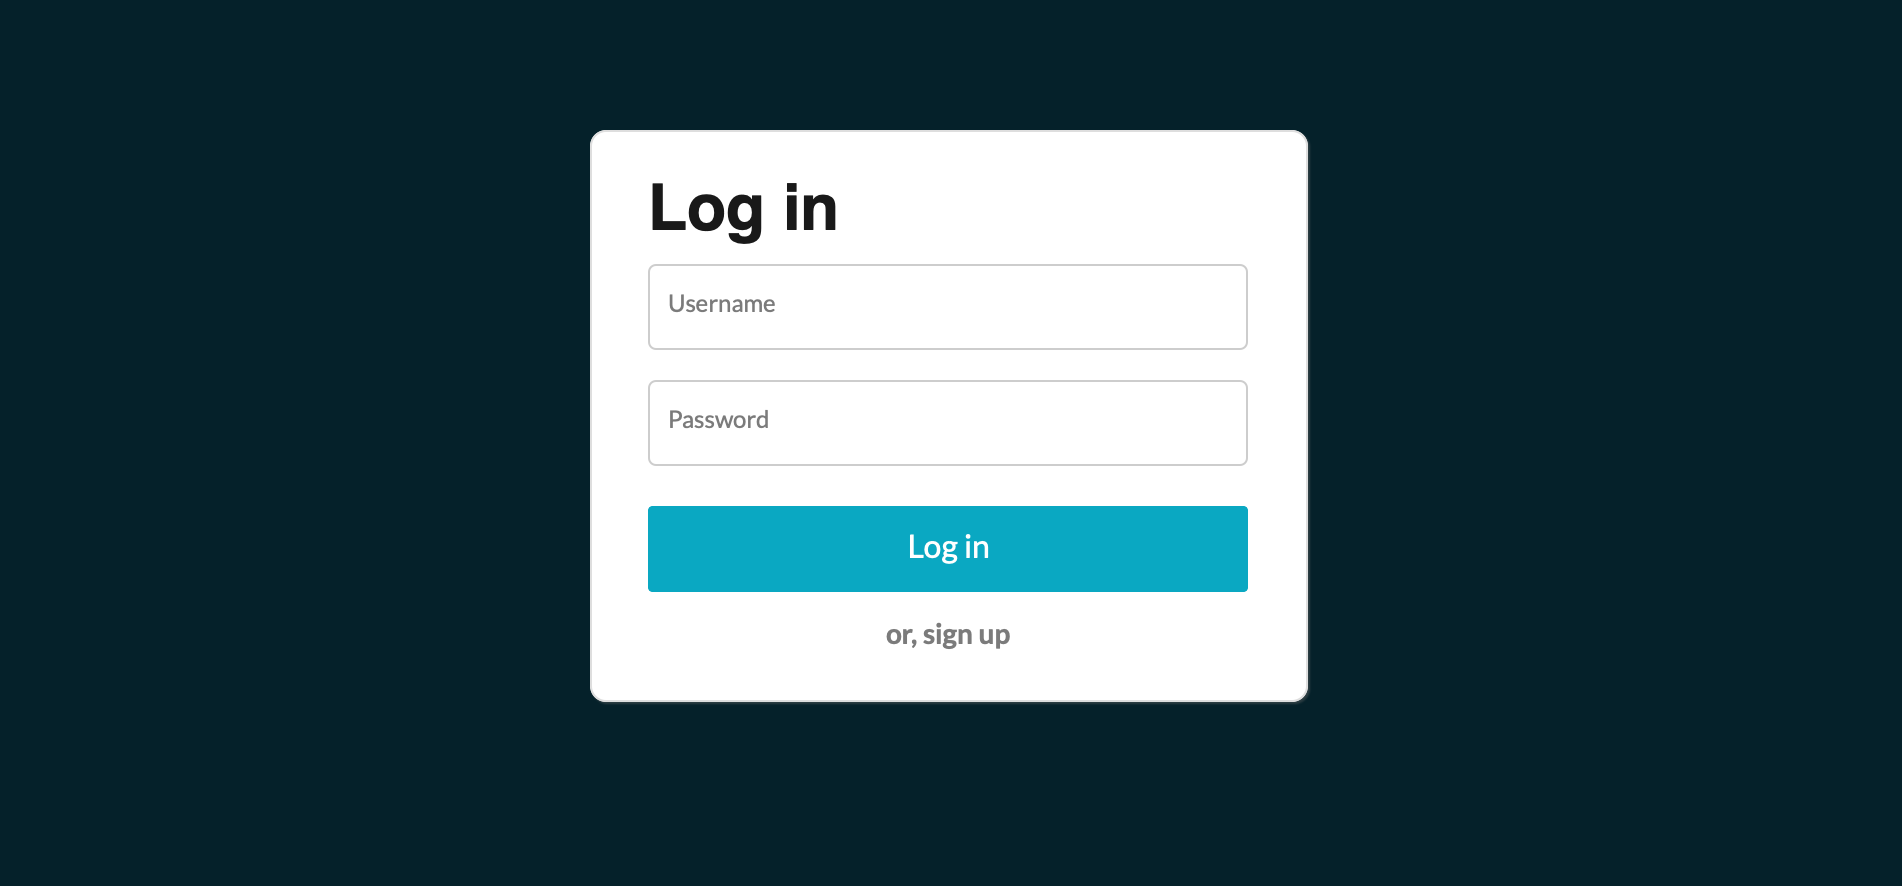 Log in
Username
Password
Log in
or, sign up